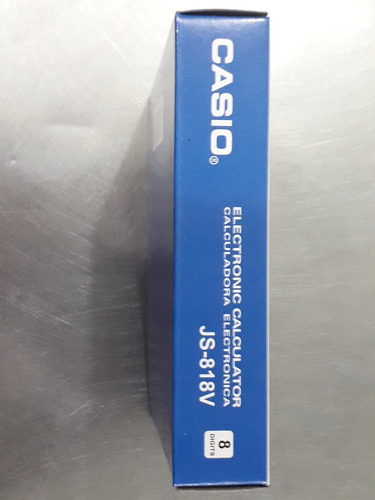 CASIO®
ELECTRONIC CALCULATOR
CALCULADORA ELECTRONICA
JS-818V
8
DIGITS